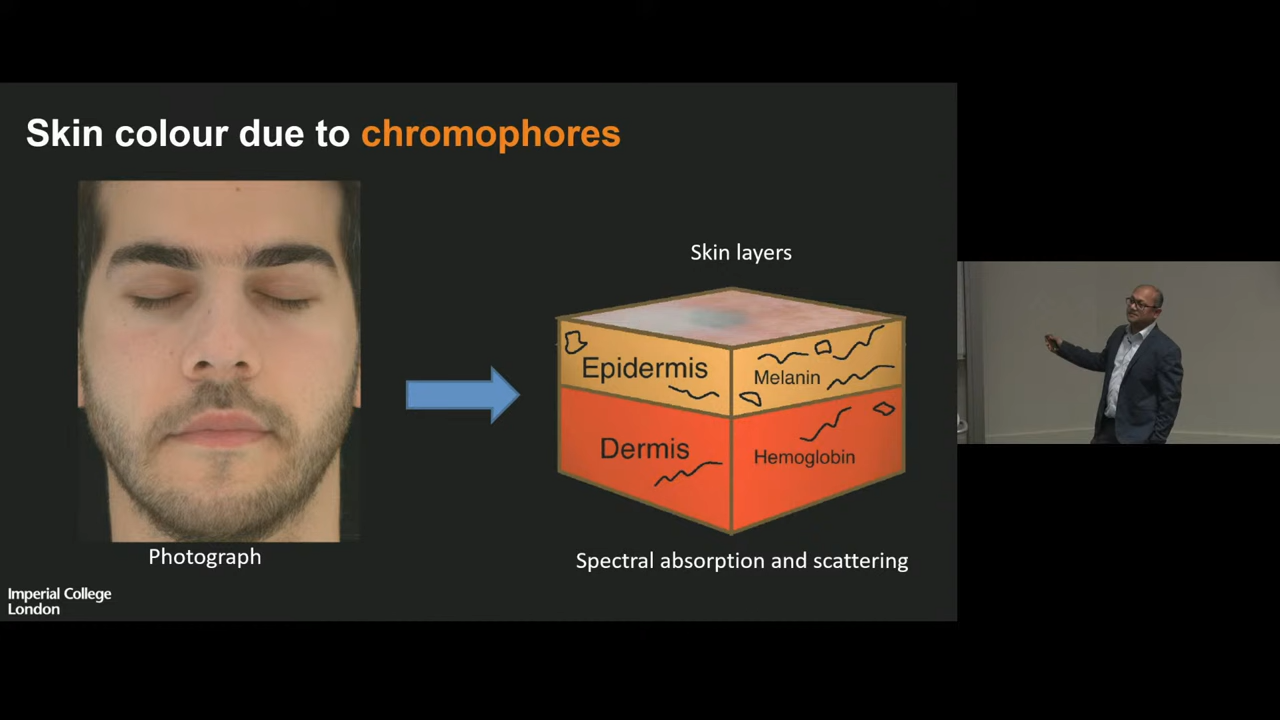 Skin colour due to chromophores
Skin layers
Epidermis
Melanin
Dermis
Hemoglobin
Photograph
Spectral absorption and scattering
Imperial College
London